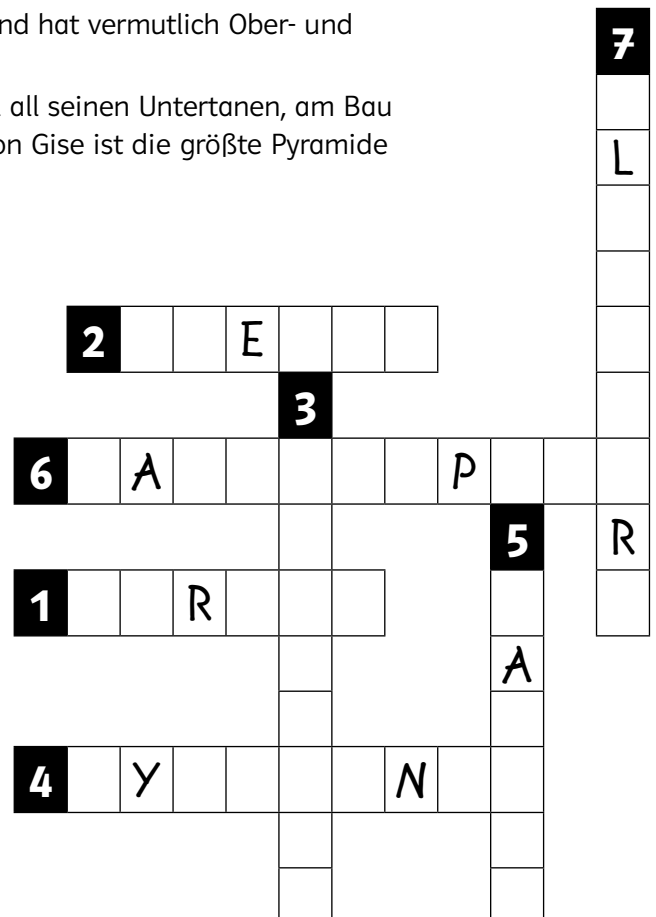 nd hat vermutlich Ober- und
all seinen Untertanen, am Bau
on Gise ist die größte Pyramide
7
L
2 E
3
6 A P
5 R
1 R
A
4 Y N